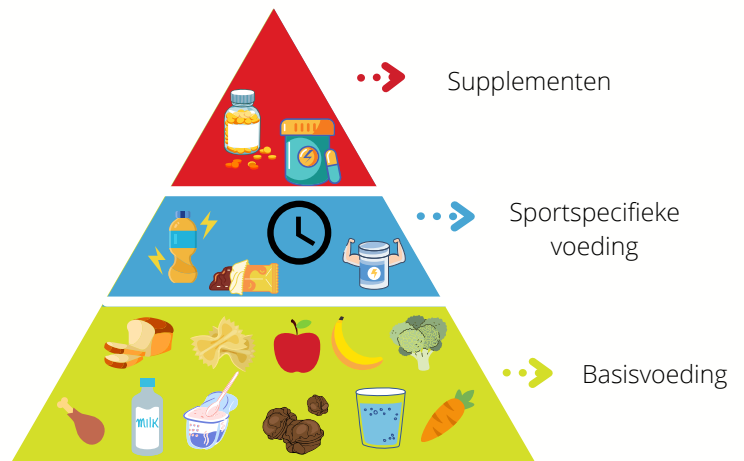 Supplementen
Sportspecifieke
voeding
MILK
Basisvoeding